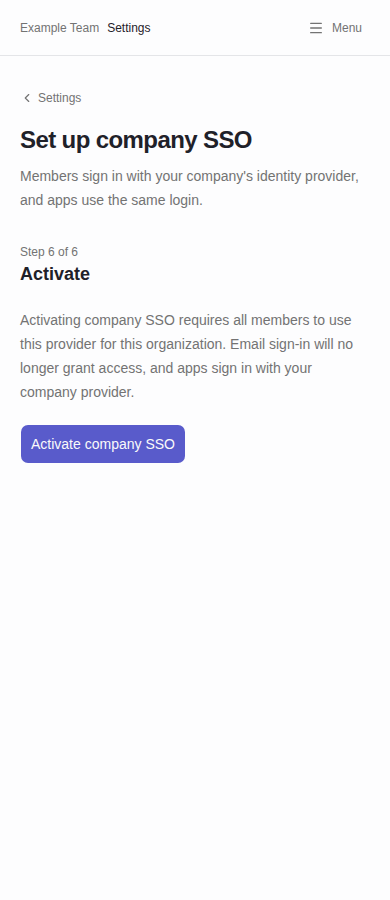 Example Team Settings
Menu
Settings
Set up company SSO
Members sign in with your company's identity provider,
and apps use the same login.
Step 6 of 6
Activate
Activating company SSO requires all members to use
this provider for this organization. Email sign-in will no
longer grant access, and apps sign in with your
company provider.
Activate company SSO